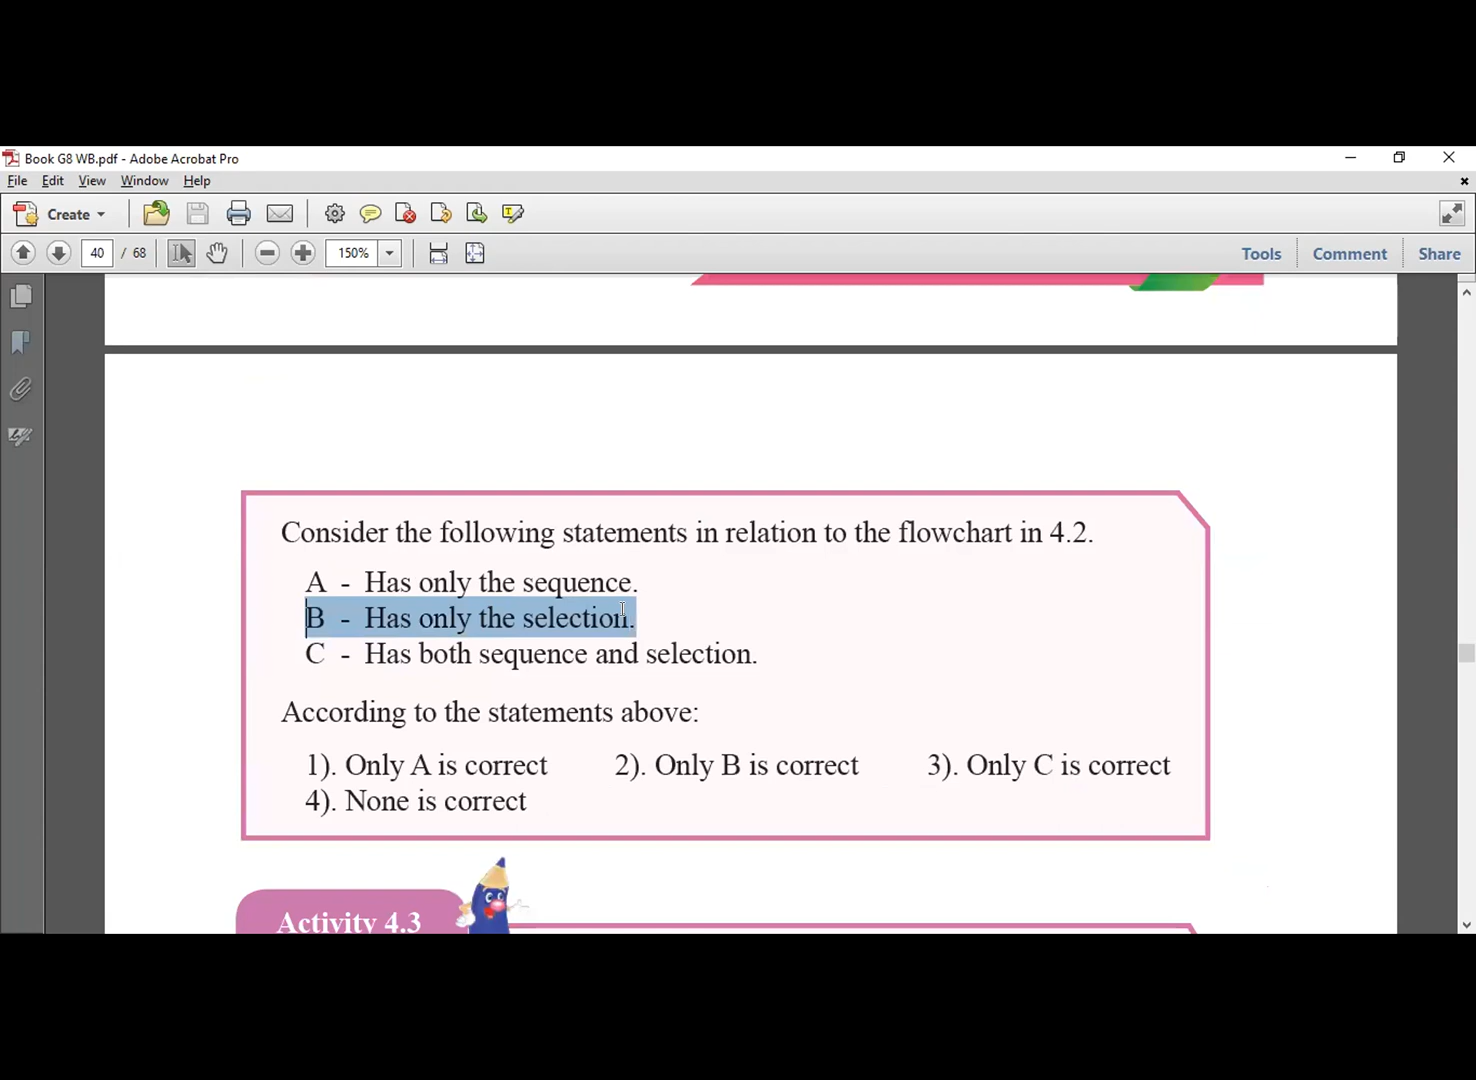 Book G8 WB.pdf - Adobe Acrobat Pro
File Edit View Window Help
Create
40 / 68 150% Tools Comment Share
Consider the following statements in relation to the flowchart in 4.2.
A - Has only the sequence.
B - Has only the selection.
C - Has both sequence and selection.
According to the statements above:
1). Only A is correct 2). Only B is correct 3). Only C is correct
4). None is correct
Activity 4.3